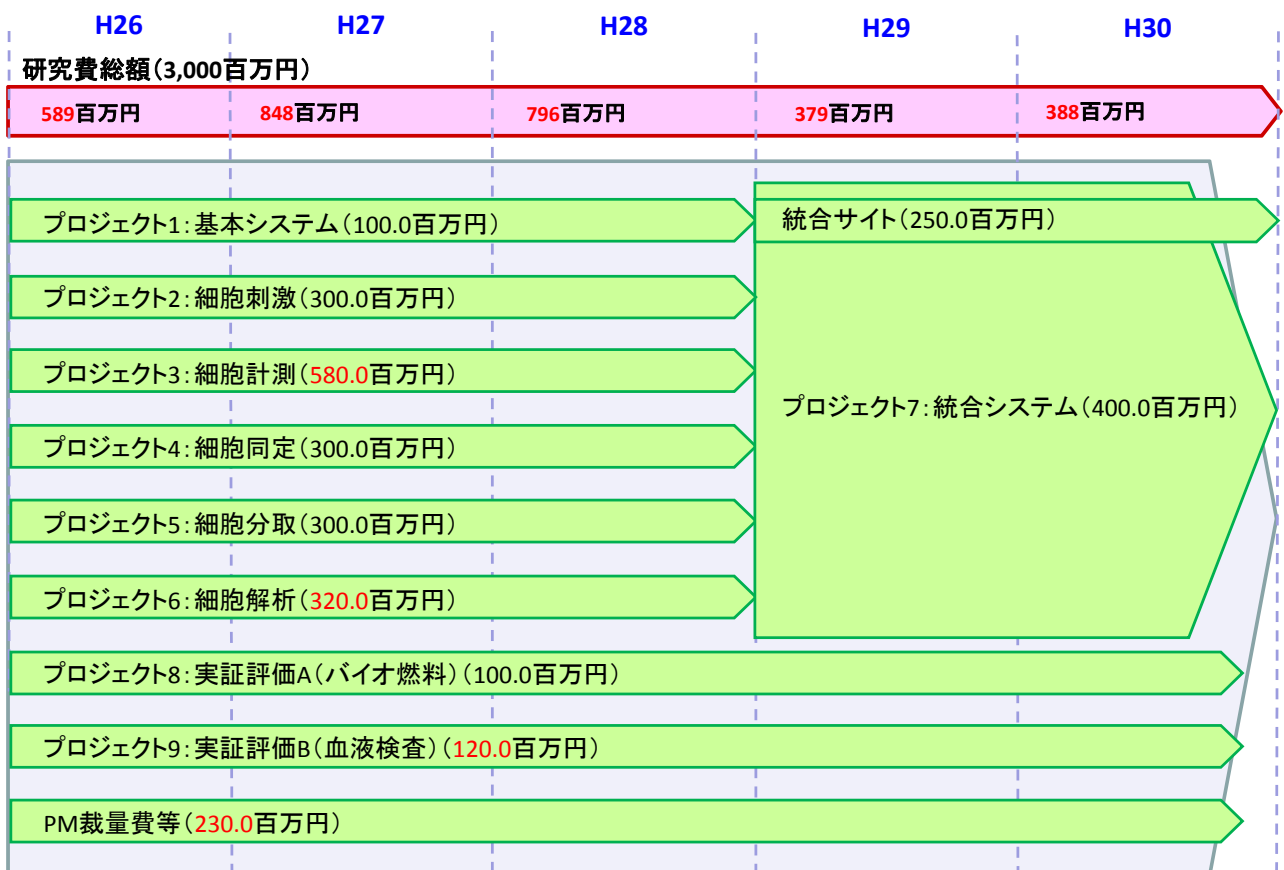 H26 H27 H28 H29 H30
研究費総額（3,000百万円）
589百万円 848百万円 796百万円 379百万円 388百万円
プロジェクト1：基本システム（100.0百万円） 統合サイト（250.0百万円）
プロジェクト2：細胞刺激（300.0百万円）
プロジェクト3：細胞計測（580.0百万円）
プロジェクト7：統合システム（400.0百万円）
プロジェクト4：細胞同定（300.0百万円）
プロジェクト5：細胞分取（300.0百万円）
プロジェクト6：細胞解析（320.0百万円）
プロジェクト8：実証評価A（バイオ燃料）（100.0百万円）
プロジェクト9：実証評価B（血液検査）（120.0百万円）
PM裁量費等（230.0百万円）